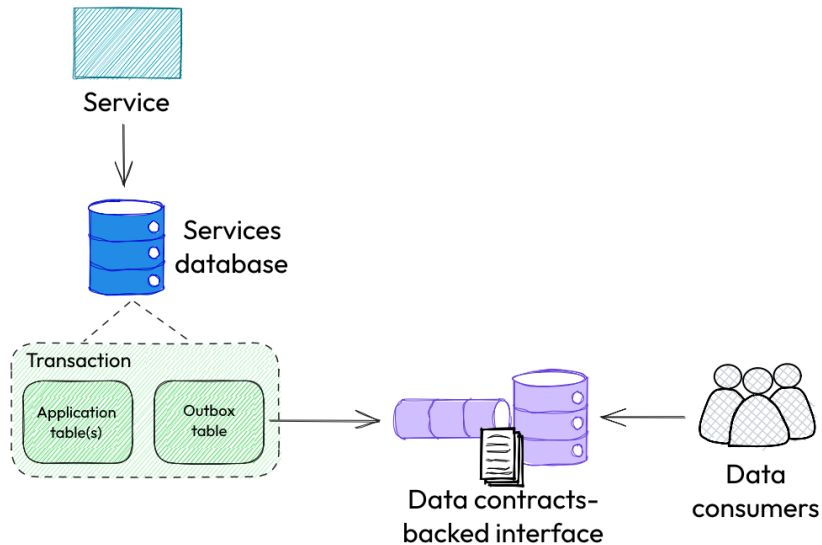 Service
Services
database
Transaction
Application
table(s)
Outbox
table
Data contracts-
backed interface
Data
consumers